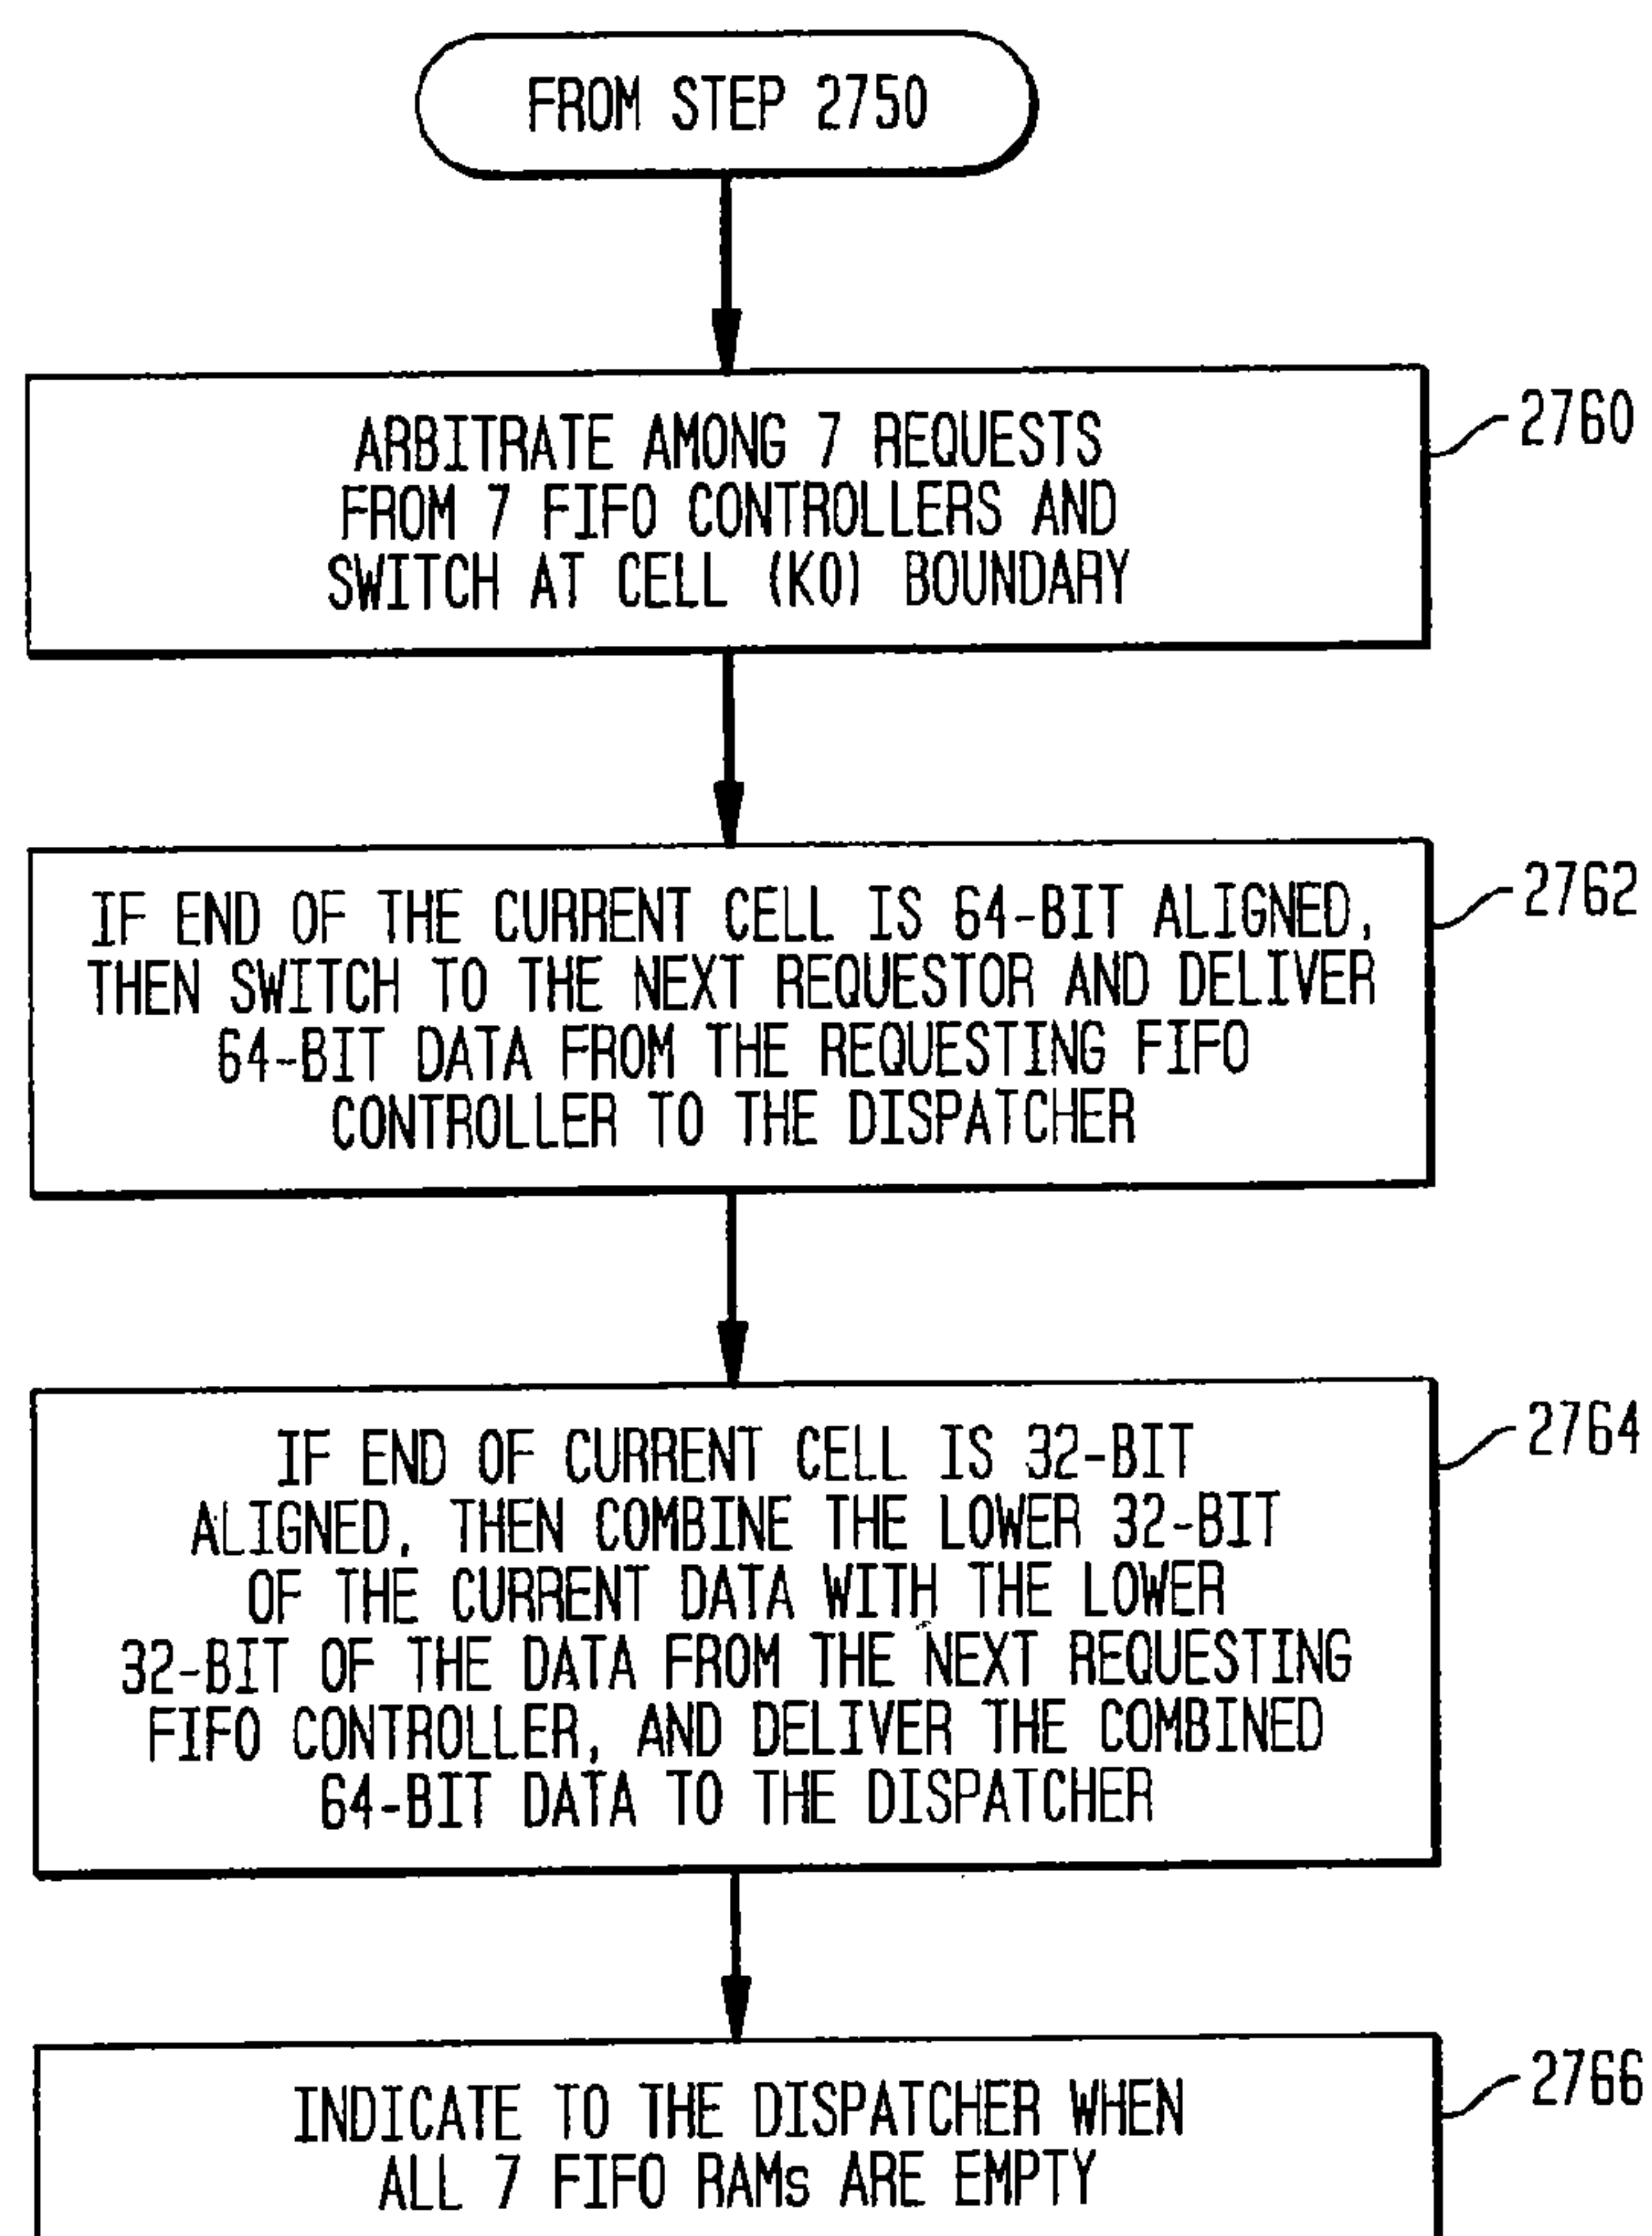 FROM STEP 2750
ARBITRATE AMONG 7 REQUESTS
FROM 7 FIFO CONTROLLERS AND
SWITCH AT CELL (K0) BOUNDARY
2760
IF END OF THE CURRENT CELL IS 64-BIT ALIGNED,
THEN SWITCH TO THE NEXT REQUESTOR AND DELIVER
64-BIT DATA FROM THE REQUESTING FIFO
CONTROLLER TO THE DISPATCHER
2762
IF END OF CURRENT CELL IS 32-BIT
ALIGNED, THEN COMBINE THE LOWER 32-BIT
OF THE CURRENT DATA WITH THE LOWER
32-BIT OF THE DATA FROM THE NEXT REQUESTING
FIFO CONTROLLER, AND DELIVER THE COMBINED
64-BIT DATA TO THE DISPATCHER
2764
INDICATE TO THE DISPATCHER WHEN
ALL 7 FIFO RAMs ARE EMPTY
2766